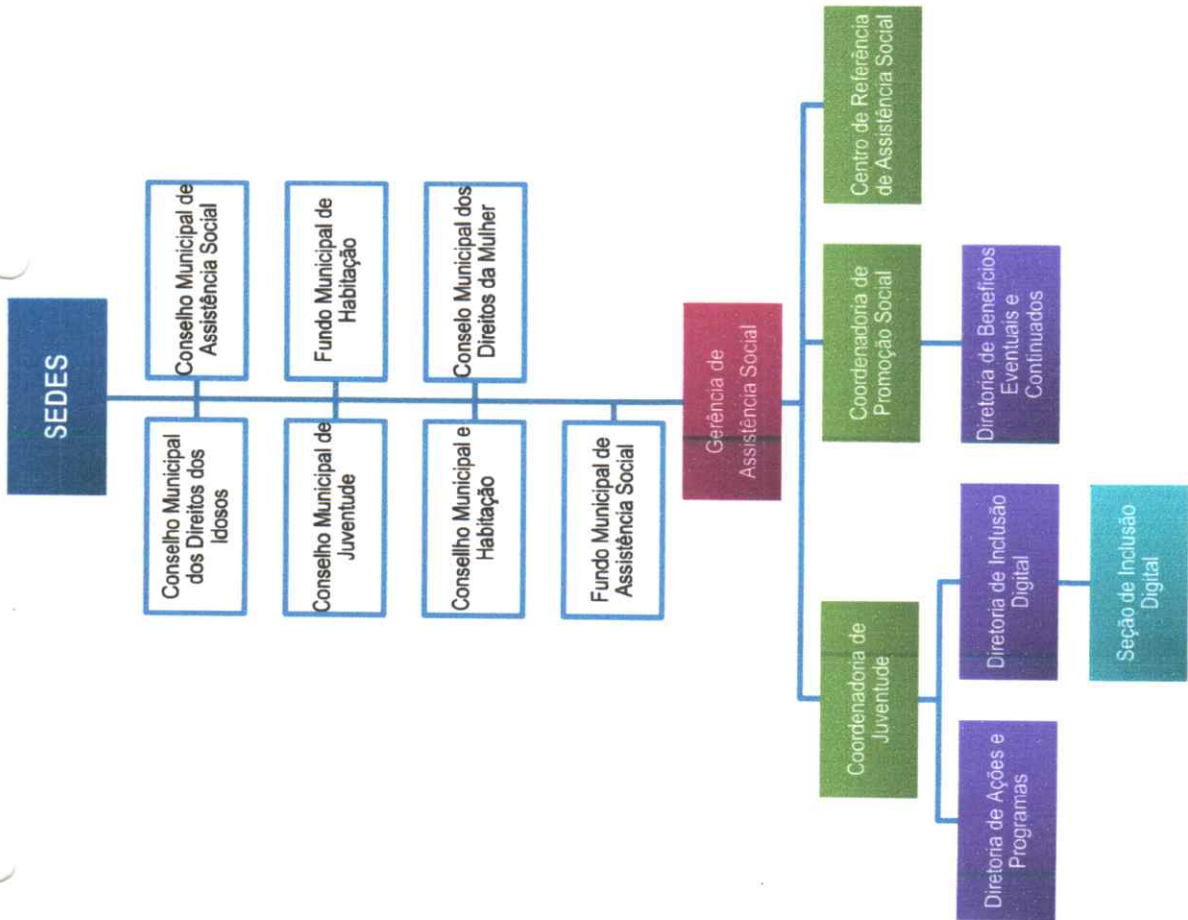 SEDES
Conselho Municipal
dos Direitos dos
Idosos
Conselho Municipal de
Assistência Social
Conselho Municipal de
Juventude
Fundo Municipal de
Habitação
Consellho Municipal e
Habitação
Conselo Municipal dos
Direitos da Mulher
Fundo Municipal de
Assistência Social
Gerência de
Assistência Social
Coordenadoria de
Juventude
Coordenadoria de
Promoção Social
Centro de Referência
de Assistência Social
Diretoria de Ações e
Programas
Diretoria de Inclusão
Digital
Diretoria de Benefícios
Eventuais e
Continuados
Seção de Inclusão
Digital